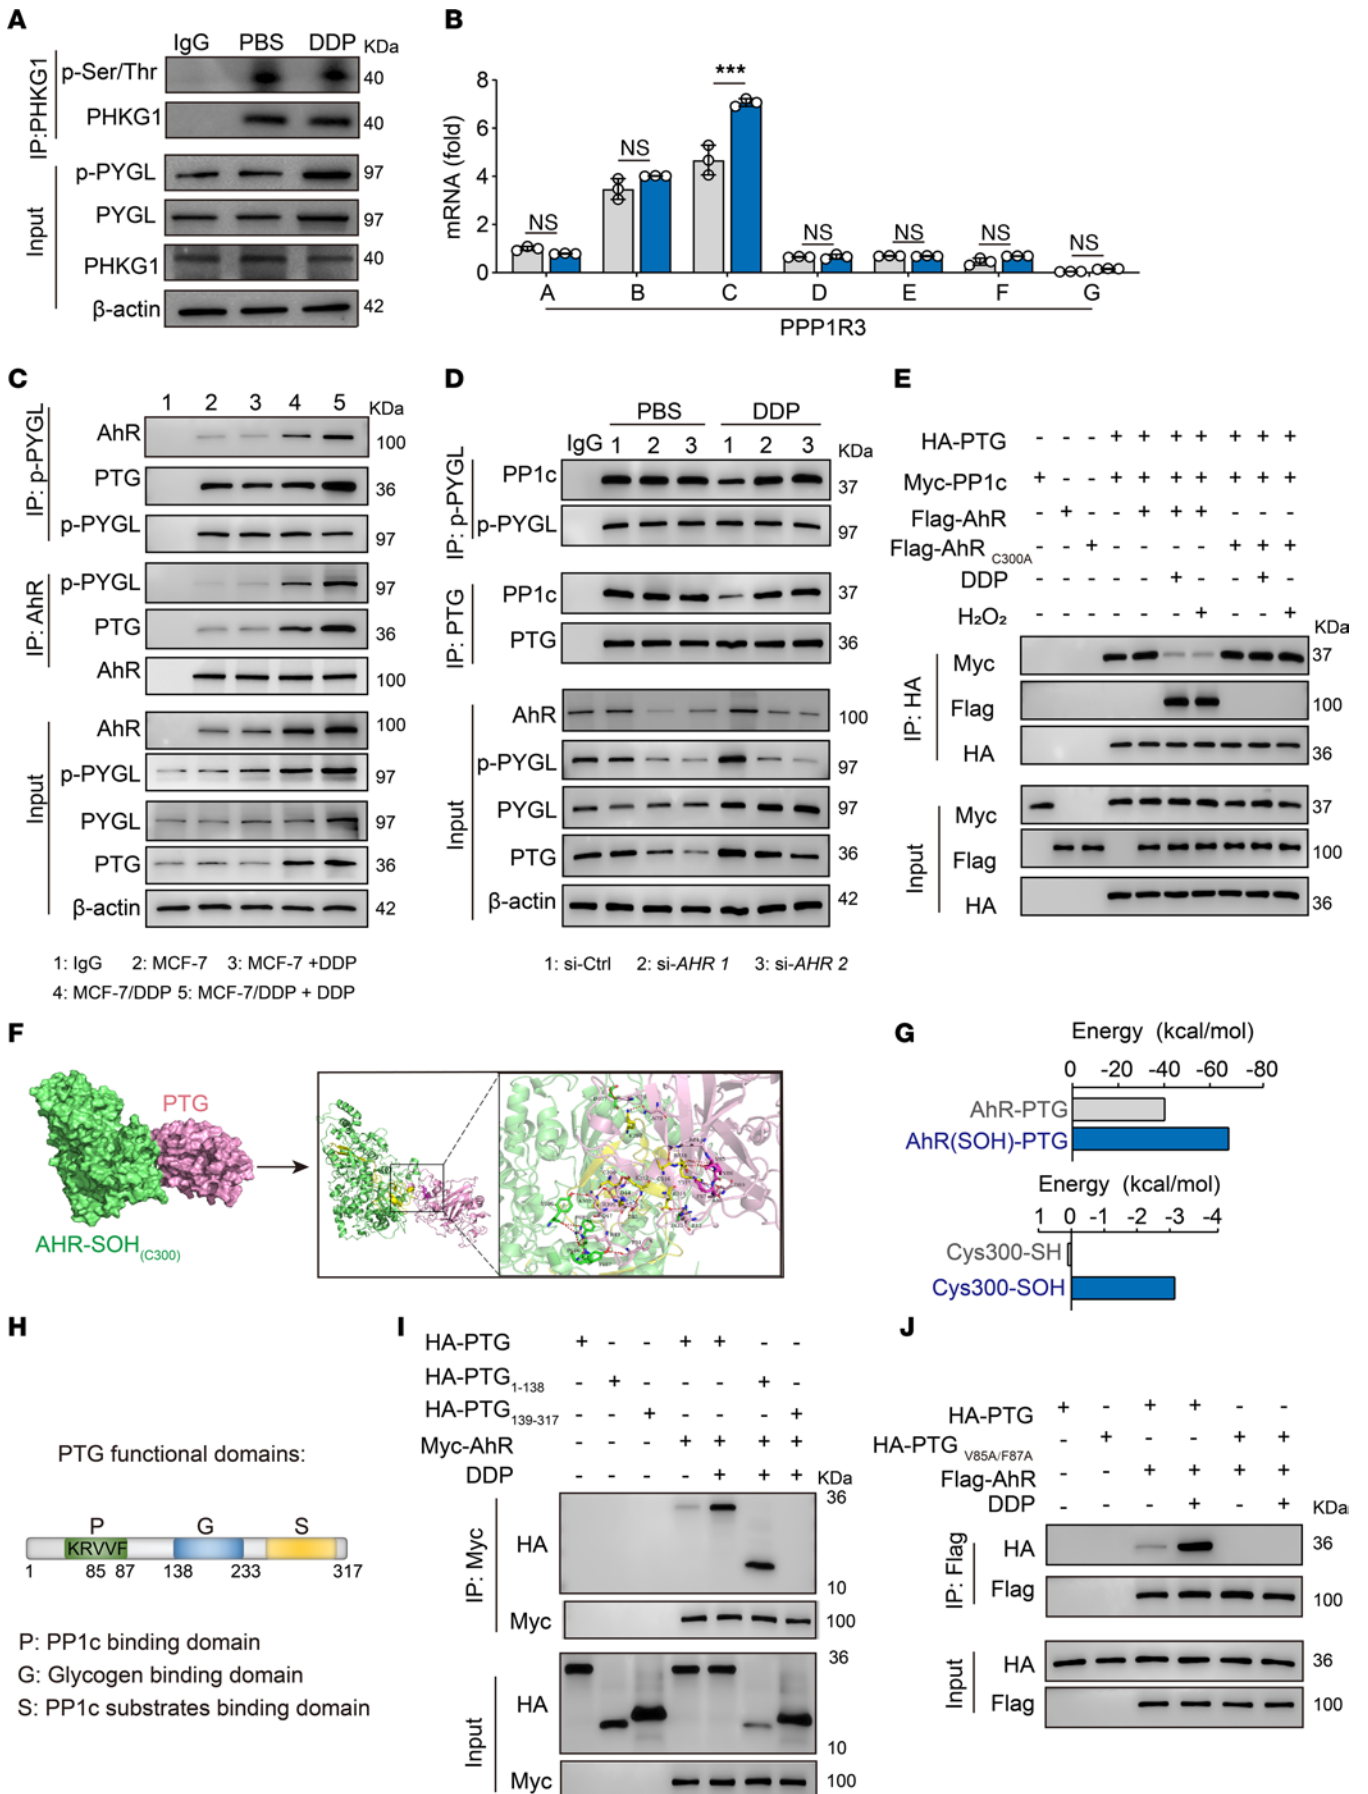 A
IgG PBS DDP KDa
IP:PHKG1
p-Ser/Thr 40
PHKG1 40
Input
p-PYGL 97
PYGL 97
PHKG1 40
β-actin 42
B
mRNA (fold)
8
6
4
2
0
NS NS *** NS NS NS NS
A B C D E F G
PPP1R3
C
1 2 3 4 5 KDa
IP: p-PYGL
AhR 100
PTG 36
p-PYGL 97
IP: AhR
p-PYGL 97
PTG 36
AhR 100
Input
AhR 100
p-PYGL 97
PYGL 97
PTG 36
β-actin 42
1: IgG 2: MCF-7 3: MCF-7 +DDP
4: MCF-7/DDP 5: MCF-7/DDP + DDP
D
PBS DDP
IgG 1 2 3 1 2 3 KDa
IP: p-PYGL
PP1c 37
p-PYGL 97
IP: PTG
PP1c 37
PTG 36
Input
AhR 100
p-PYGL 97
PYGL 97
PTG 36
β-actin 42
1: si-Ctrl 2: si-AHR 1 3: si-AHR 2
E
HA-PTG - - - + + + + + + +
Myc-PP1c + - - + + + + + + +
Flag-AhR - + - - + + + - - -
Flag-AhR C300A - - + - - - - + + +
DDP - - - - - + - - + -
H₂O₂ - - - - - - + - - +
KDa
IP: HA
Myc 37
Flag 100
HA 36
Input
Myc 37
Flag 100
HA 36
F
PTG
AHR-SOH(C300)
G
Energy (kcal/mol)
0 -20 -40 -60 -80
AhR-PTG
AhR(SOH)-PTG
Energy (kcal/mol)
1 0 -1 -2 -3 -4
Cys300-SH
Cys300-SOH
H
PTG functional domains:
P G S
KRVVF
1 85 87 138 233 317
P: PP1c binding domain
G: Glycogen binding domain
S: PP1c substrates binding domain
I
HA-PTG + - - + + - -
HA-PTG1-138 - + - - - + -
HA-PTG139-317 - - + - - - +
Myc-AhR - - - + + + +
DDP - - - - + + + KDa
IP: Myc
HA 36
10
Myc 100
Input
HA 36
10
Myc 100
J
HA-PTG + - + + - -
HA-PTG V85A/F87A - + - - + +
Flag-AhR - - + + + +
DDP - - - + - + KDa
IP: Flag
HA 36
Flag 100
Input
HA 36
Flag 100